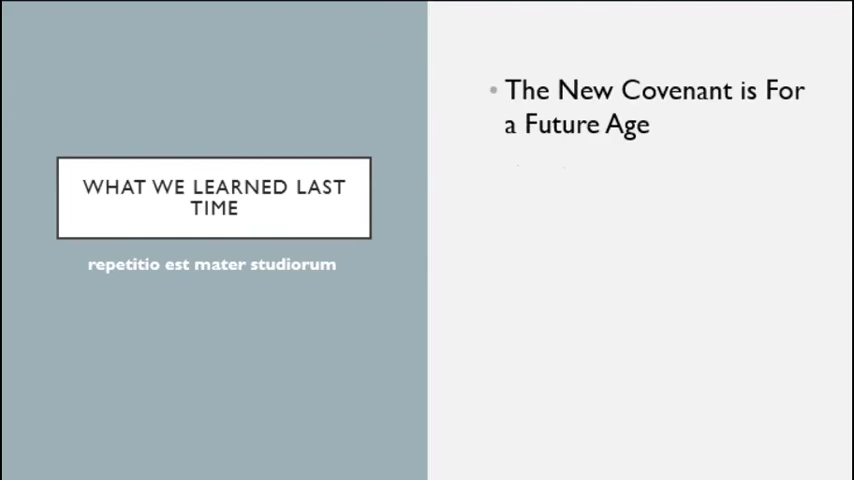 WHAT WE LEARNED LAST
TIME
repetitio est mater studiorum
• The New Covenant is For
a Future Age